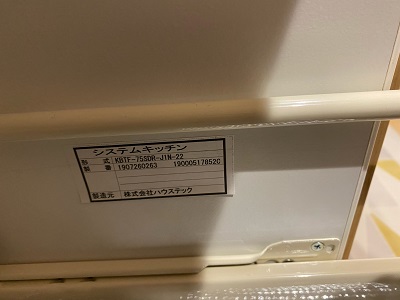 システムキッチン
形式 KBTF-75SDR-J1N-22
製番 1907260263 190005178520
製造元 株式会社ハウステック